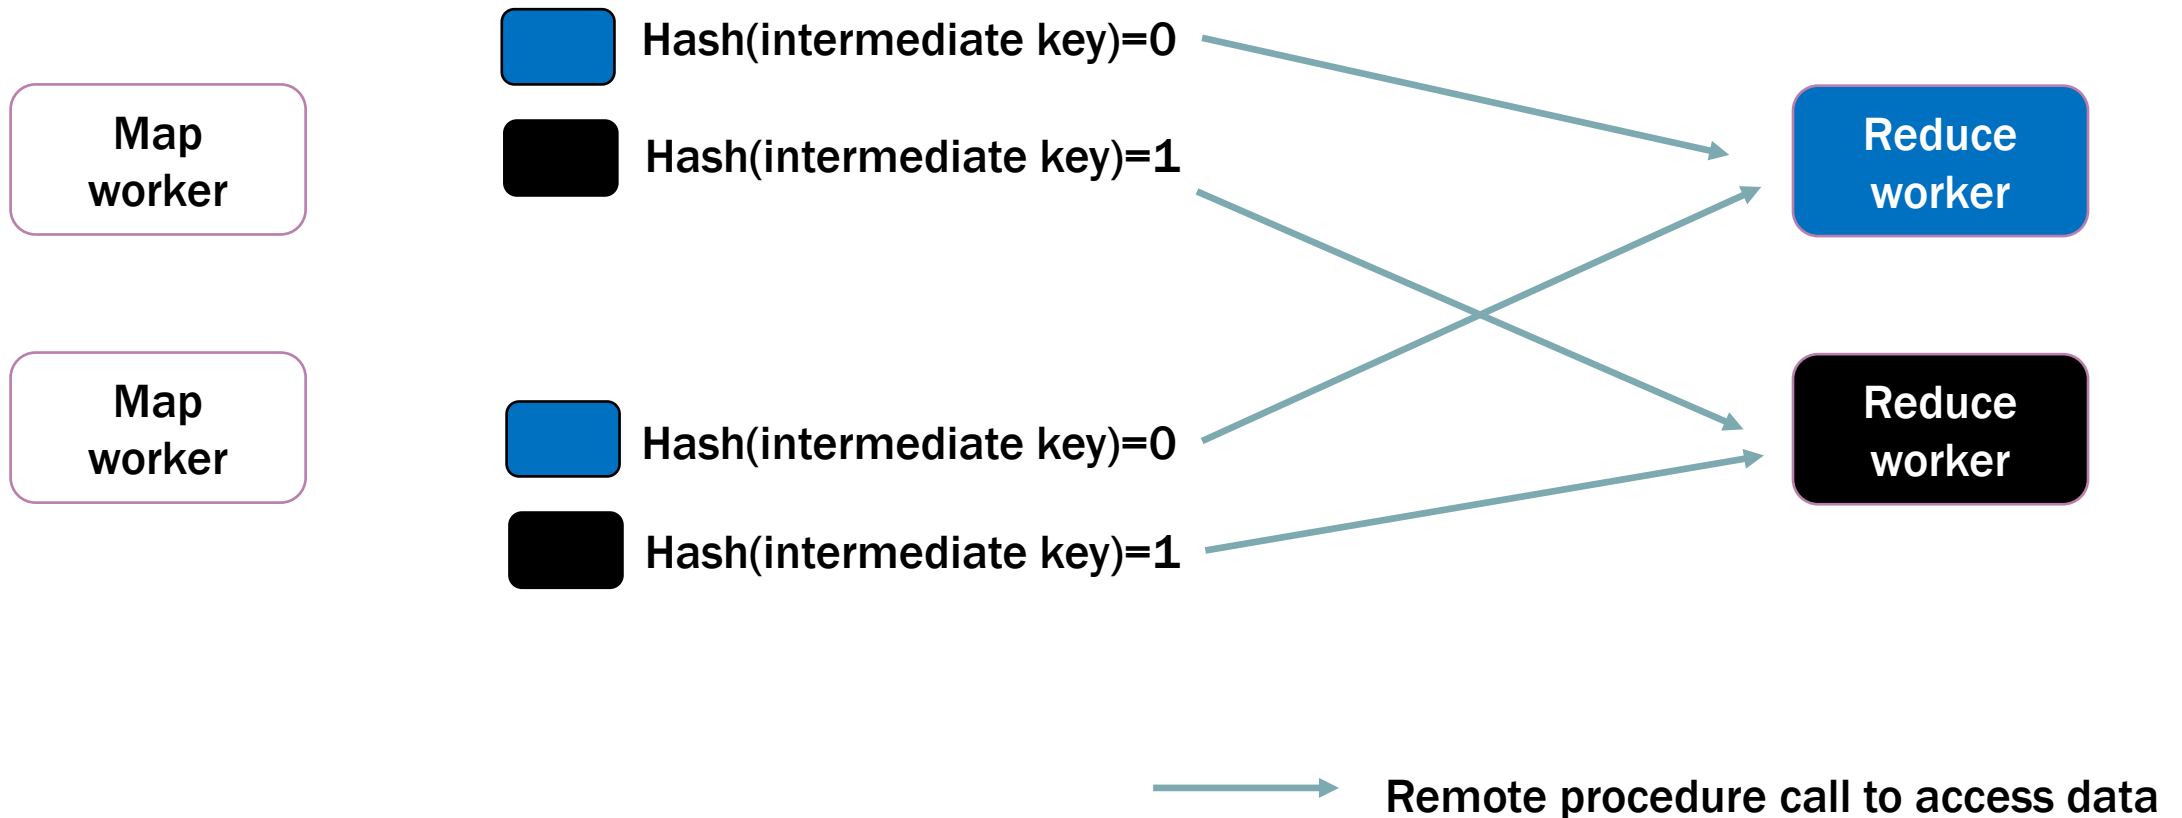 Hash(intermediate key)=0
Map
worker
Hash(intermediate key)=1
Reduce
worker
Map
worker
Hash(intermediate key)=0
Hash(intermediate key)=1
Reduce
worker
Remote procedure call to access data